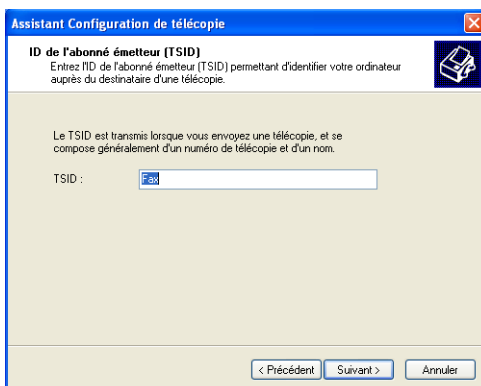 Assistant Configuration de télécopie
ID de l'abonné émetteur (TSID)
Entrez l'ID de l'abonné émetteur (TSID) permettant d'identifier votre ordinateur
auprès du destinataire d'une télécopie.
Le TSID est transmis lorsque vous envoyez une télécopie, et se
compose généralement d'un numéro de télécopie et d'un nom.
TSID : Fax
< Précédent Suivant > Annuler